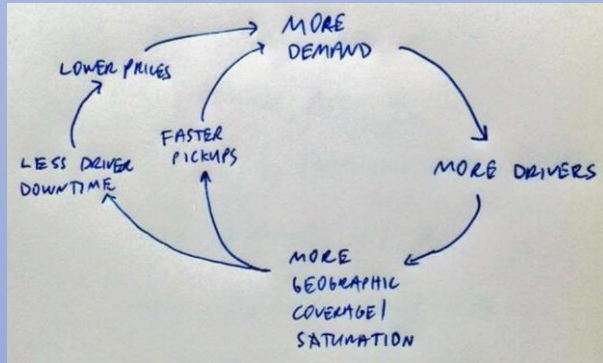 MORE
DEMAND
LOWER PRICES
FASTER
PICKUPS
LESS DRIVER
DOWNTIME
MORE DRIVERS
MORE
GEOGRAPHIC
COVERAGE/
SATURATION